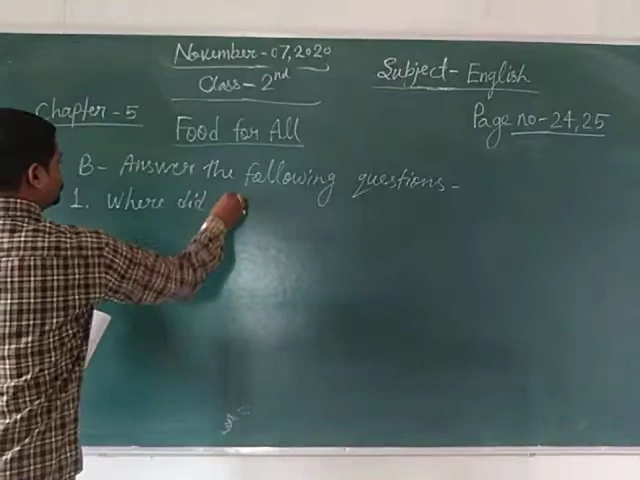 November-07,2020
Class-2nd
Subject-English
Chapter-5
Page no-24,25
Food for All
B- Answer the following questions-
1. Where did